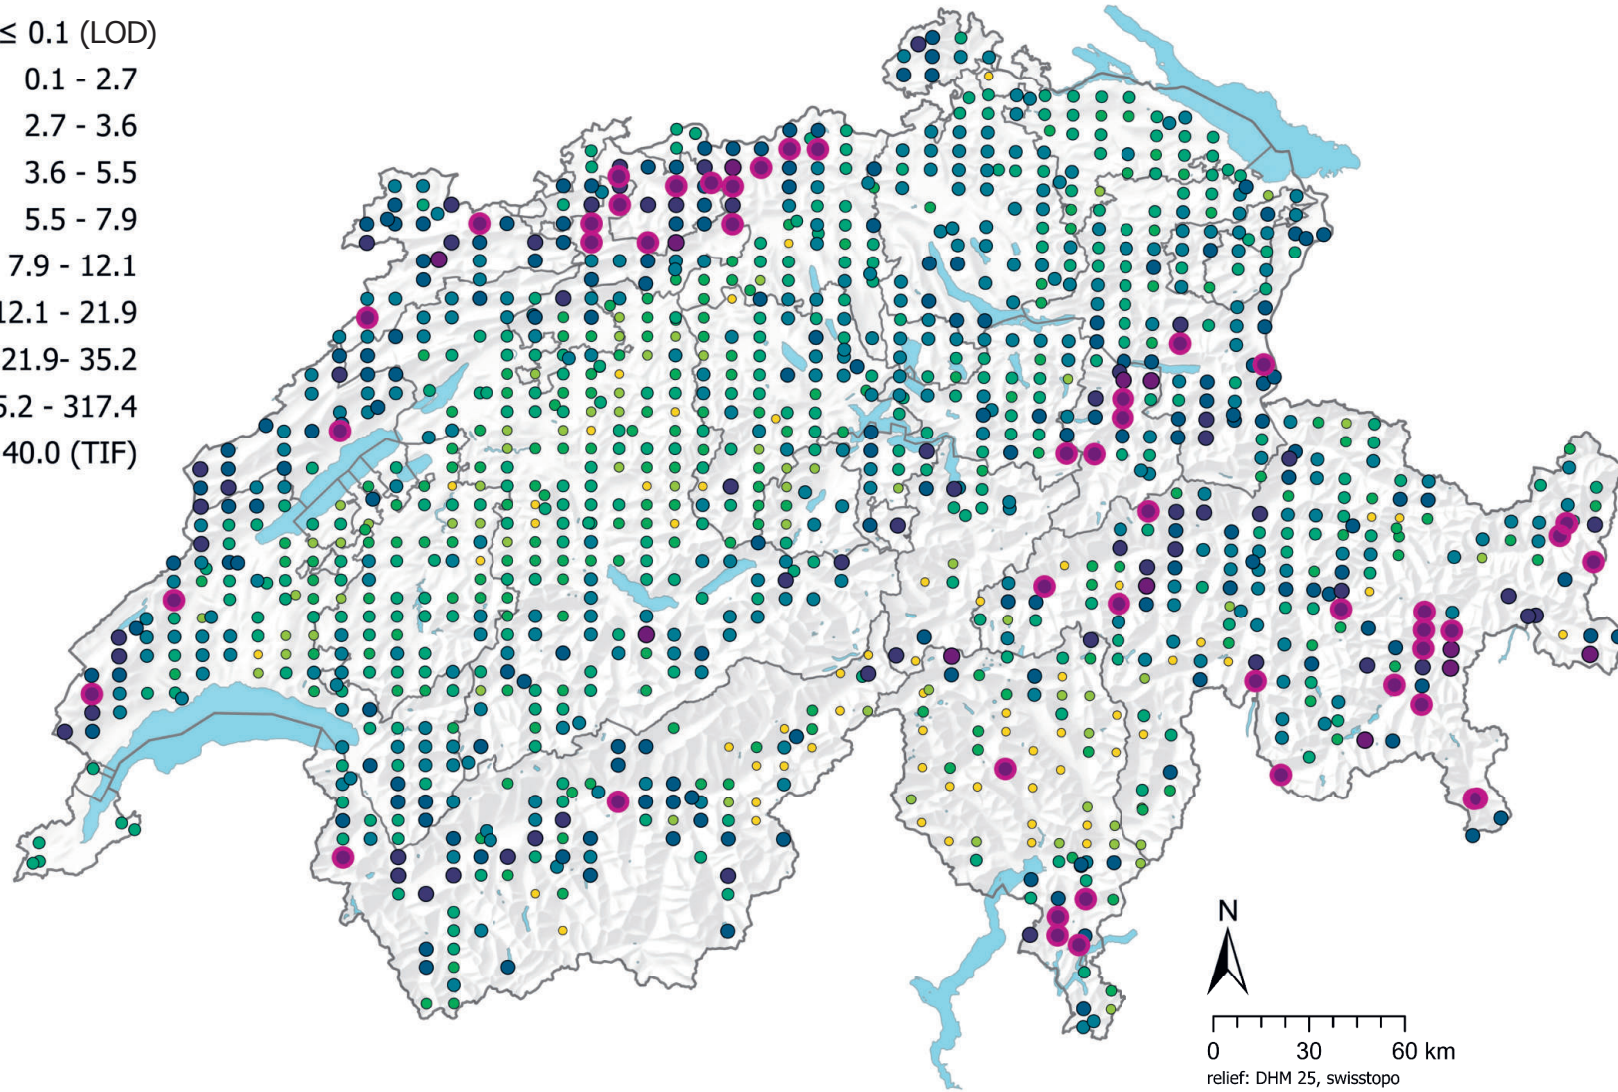 ≤ 0.1 (LOD)
0.1 - 2.7
2.7 - 3.6
3.6 - 5.5
5.5 - 7.9
7.9 - 12.1
12.1 - 21.9
21.9- 35.2
5.2 - 317.4
40.0 (TIF)
N
0 30 60 km
relief: DHM 25, swisstopo